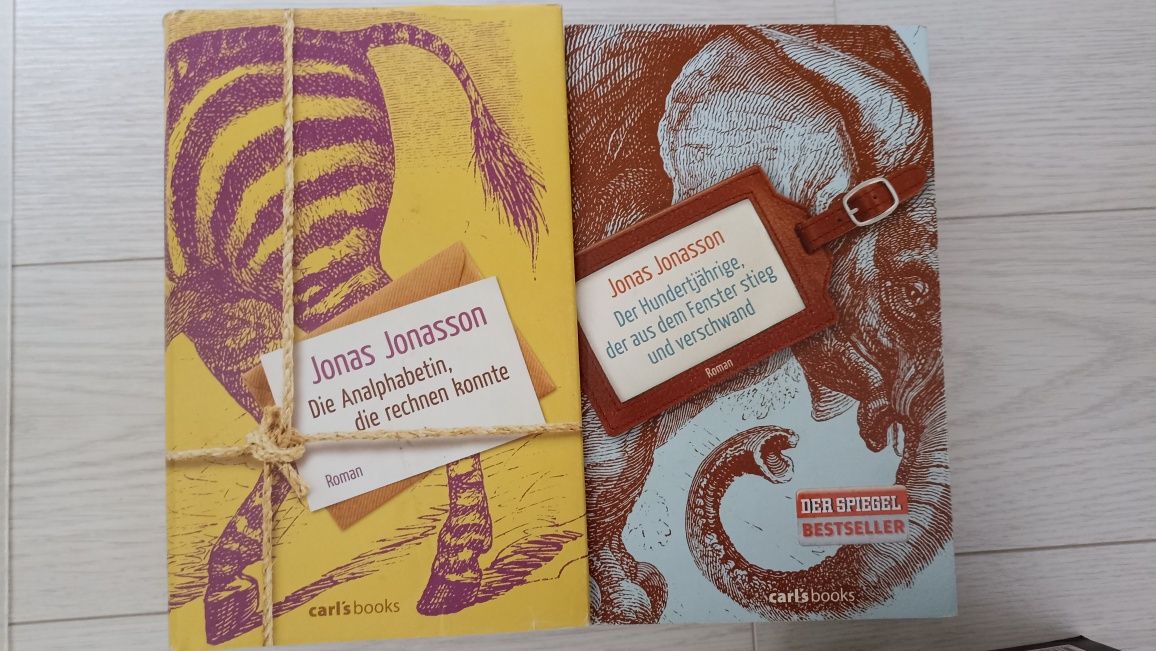 Jonas Jonasson
Die Analphabetin,
die rechnen konnte
Roman
carl's books
Jonas Jonasson
Der Hundertjährige,
der aus dem Fenster stieg
und verschwand
Roman
DER SPIEGEL
BESTSELLER
carl's books